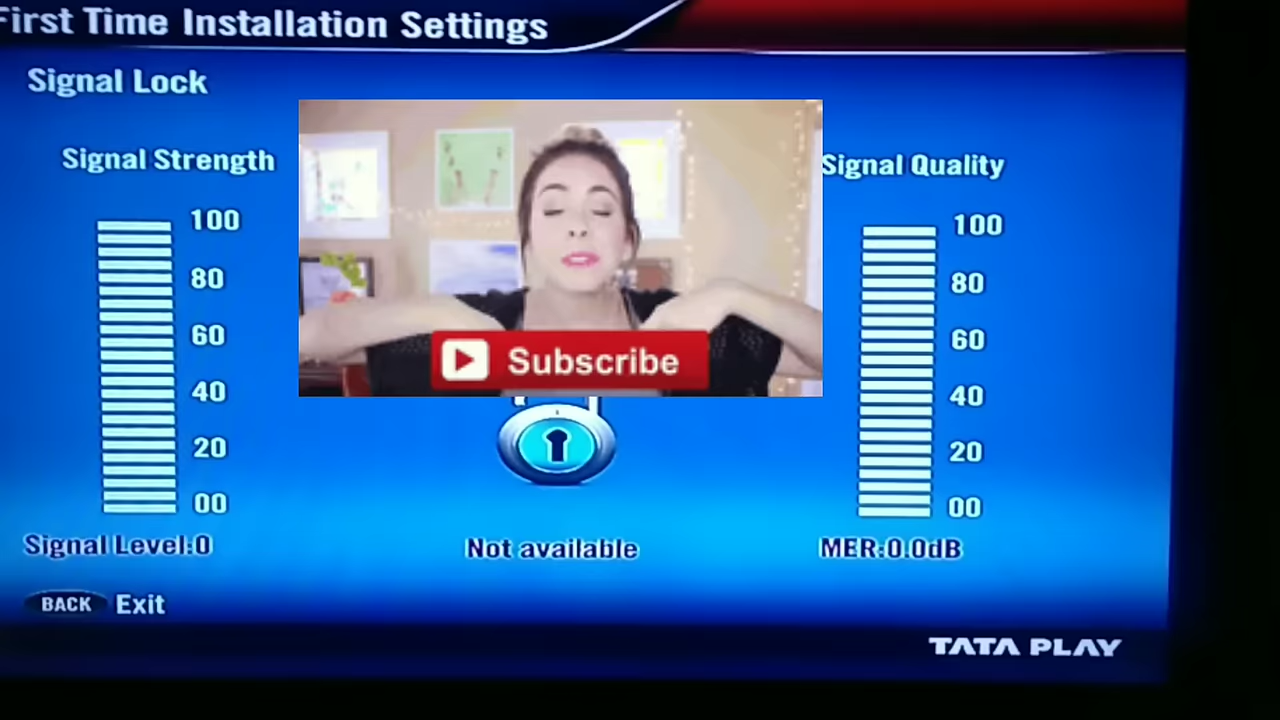 First Time Installation Settings
Signal Lock
Signal Strength
Signal Quality
100
80
60
40
20
00
100
80
60
40
20
00
Subscribe
Signal Level:0
Not available
MER:0.0dB
BACK Exit
TATA PLAY